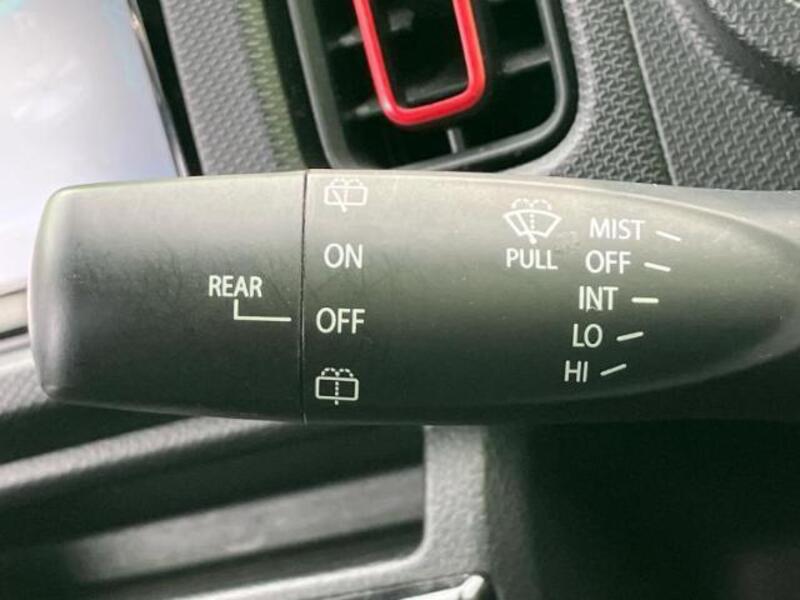 REAR
ON
OFF
PULL
MIST
OFF
INT
LO
HI